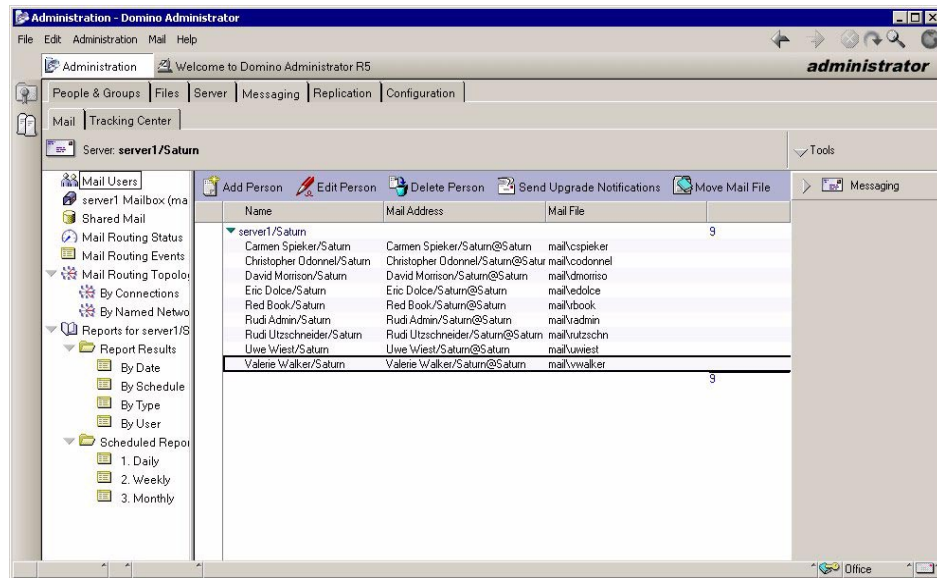 Administration - Domino Administrator
File Edit Administration Mail Help
Administration Welcome to Domino Administrator R5 administrator
People & Groups Files Server Messaging Replication Configuration
Mail Tracking Center
Server: server1/Saturn Tools
Mail Users
server1 Mailbox (ma
Shared Mail
Mail Routing Status
Mail Routing Events
Mail Routing Topolo
By Connections
By Named Netwo
Reports for server1/S
Report Results
By Date
By Schedule
By Type
By User
Scheduled Repor
1. Daily
2. Weekly
3. Monthly
Add Person Edit Person Delete Person Send Upgrade Notifications Move Mail File
Name Mail Address Mail File
server1/Saturn 9
Carmen Spieker/Saturn Carmen Spieker/Saturn@Saturn mail\cspieker
Christopher Odonnel/Saturn Christopher Odonnel/Saturn@Satur mail\codonnel
David Morrison/Saturn David Morrison/Saturn@Saturn mail\dmorriso
Eric Dolce/Saturn Eric Dolce/Saturn@Saturn mail\edolce
Red Book/Saturn Red Book/Saturn@Saturn mail\rbook
Rudi Admin/Saturn Rudi Admin/Saturn@Saturn mail\radmin
Rudi Utzschneider/Saturn Rudi Utzschneider/Saturn@Saturn mail\rutzschn
Uwe Wiest/Saturn Uwe Wiest/Saturn@Saturn mail\uwiest
Valerie Walker/Saturn Valerie Walker/Saturn@Saturn mail\vwalker
9
Messaging
Office